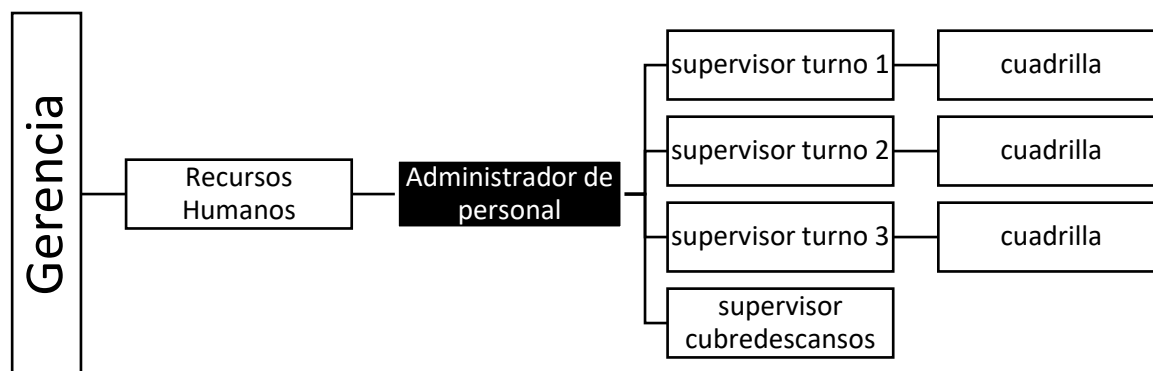 Gerencia
Recursos
Humanos
Administrador de
personal
supervisor turno 1
cuadrilla
supervisor turno 2
cuadrilla
supervisor turno 3
cuadrilla
supervisor
cubredescansos